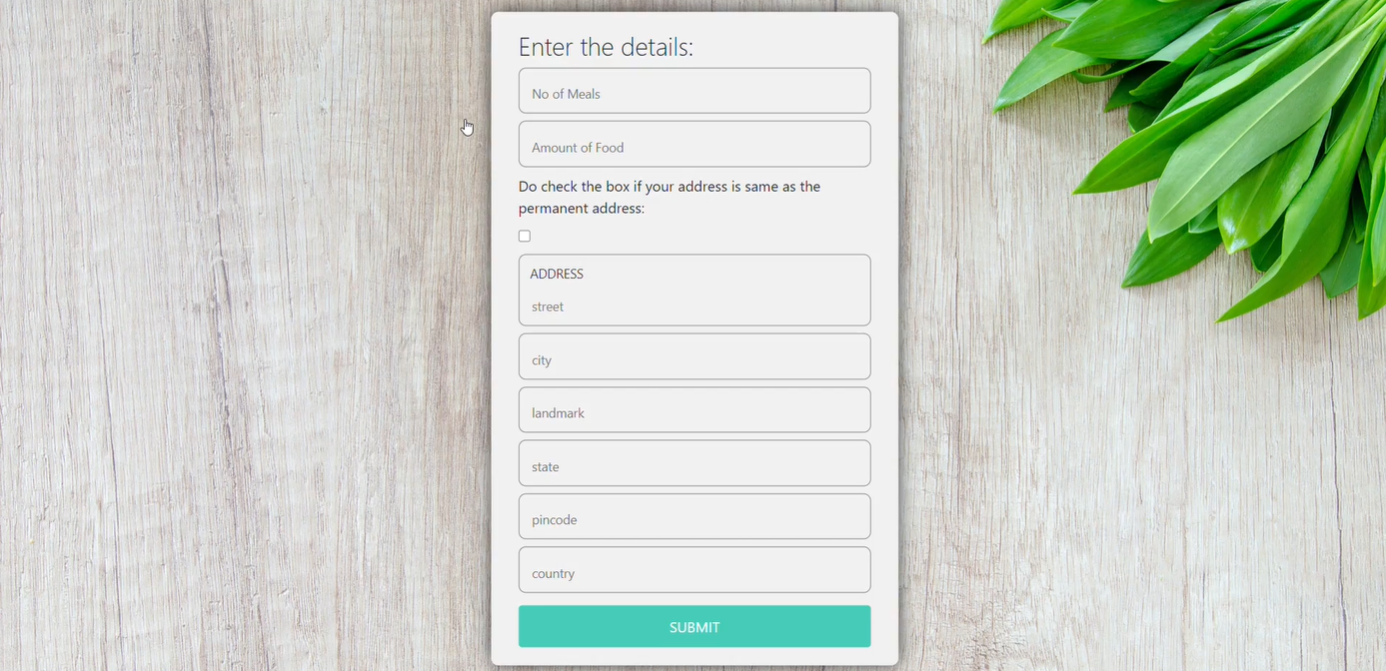 Enter the details:
No of Meals
Amount of Food
Do check the box if your address is same as the
permanent address:
ADDRESS
street
city
landmark
state
pincode
country
SUBMIT